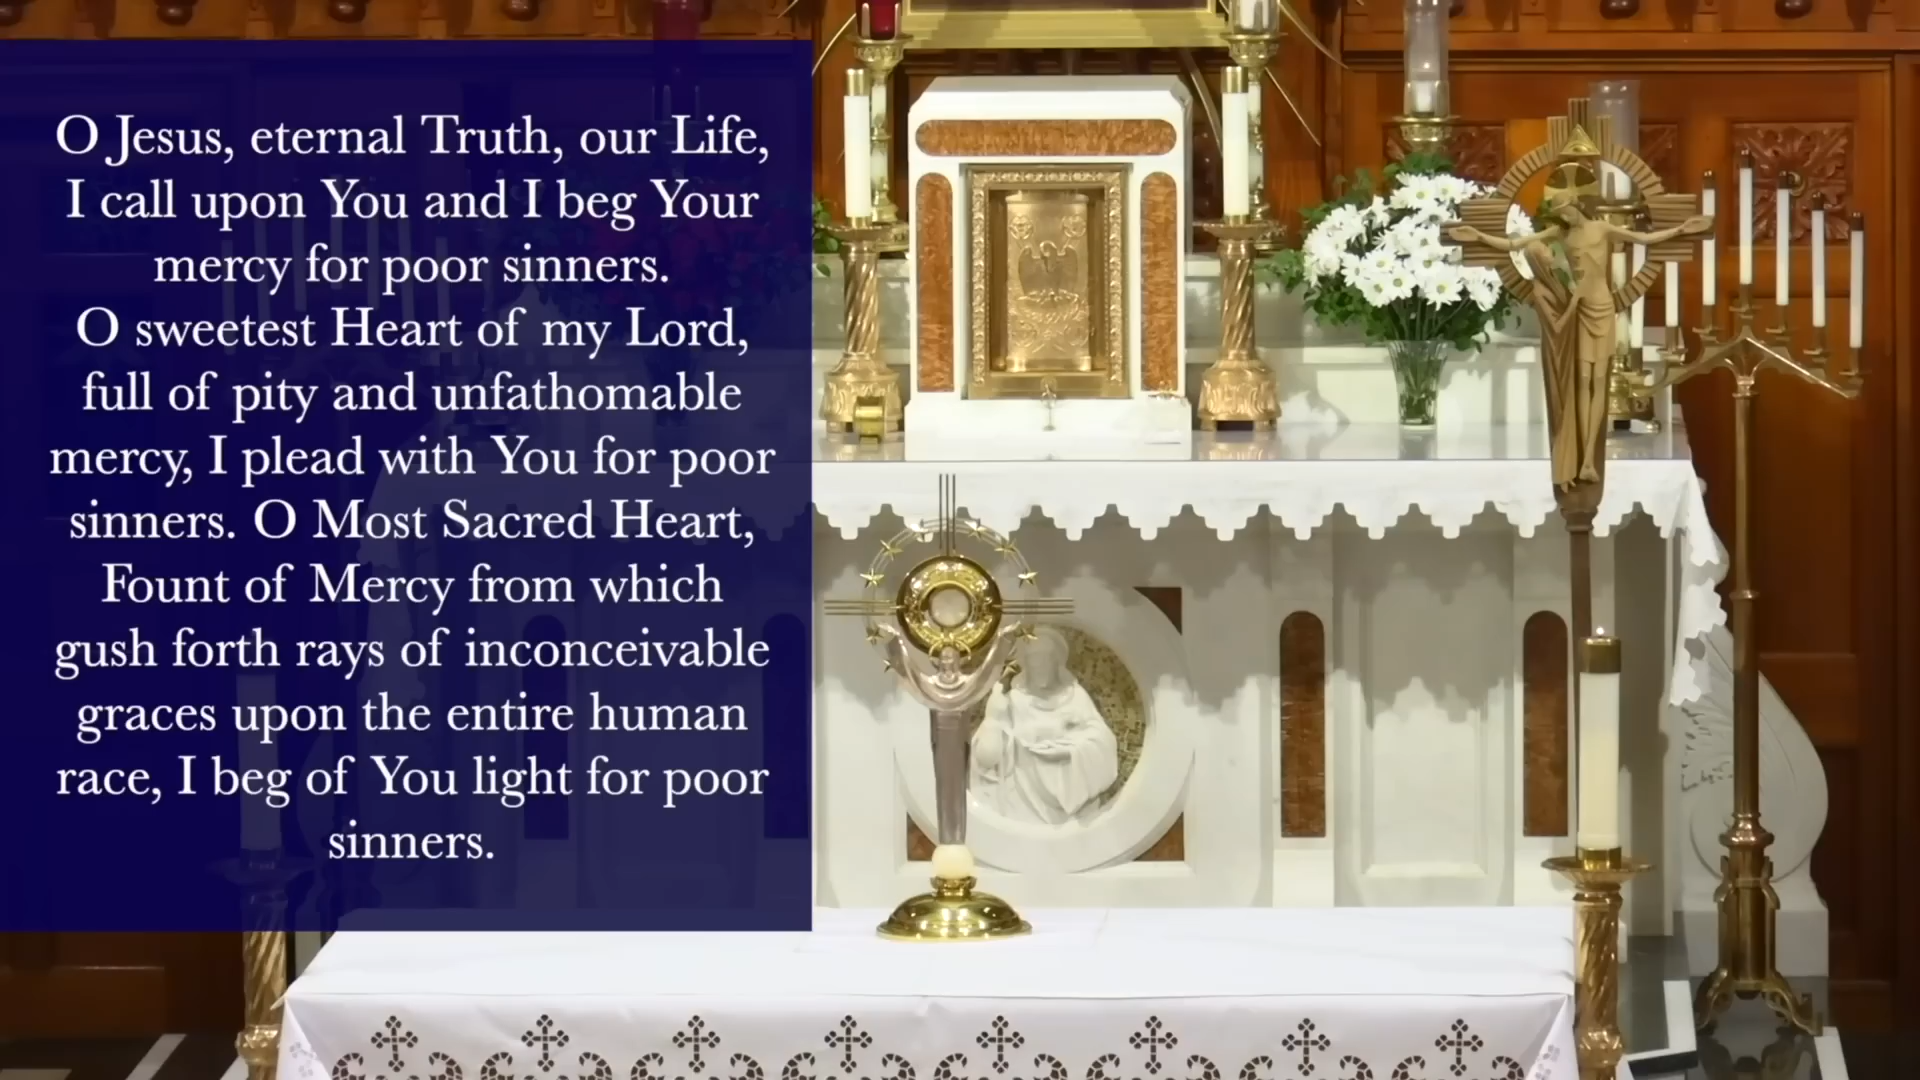 O Jesus, eternal Truth, our Life,
I call upon You and I beg Your
mercy for poor sinners.
O sweetest Heart of my Lord,
full of pity and unfathomable
mercy, I plead with You for poor
sinners. O Most Sacred Heart,
Fount of Mercy from which
gush forth rays of inconceivable
graces upon the entire human
race, I beg of You light for poor
sinners.